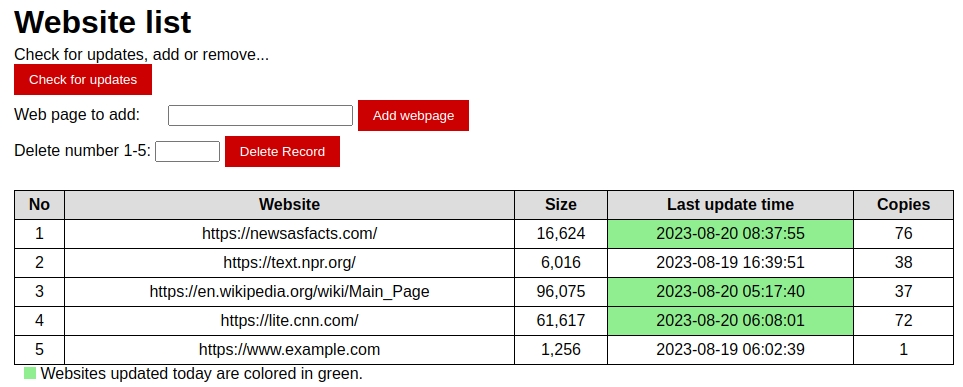 Website list
Check for updates, add or remove...
Check for updates
Web page to add: Add webpage
Delete number 1-5: Delete Record
No Website Size Last update time Copies
1 https://newsasfacts.com/ 16,624 2023-08-20 08:37:55 76
2 https://text.npr.org/ 6,016 2023-08-19 16:39:51 38
3 https://en.wikipedia.org/wiki/Main_Page 96,075 2023-08-20 05:17:40 37
4 https://lite.cnn.com/ 61,617 2023-08-20 06:08:01 72
5 https://www.example.com 1,256 2023-08-19 06:02:39 1
Websites updated today are colored in green.